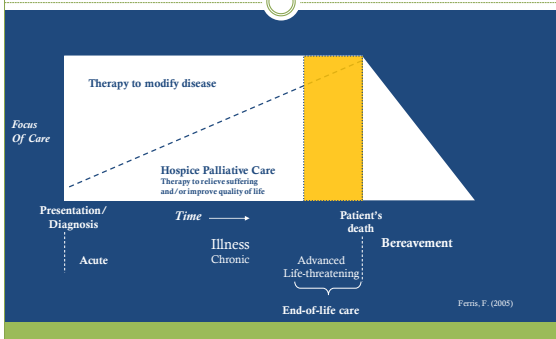 Therapy to modify disease
Focus
Of Care
Hospice Palliative Care
Therapy to relieve suffering
and/or improve quality of life
Presentation/
Diagnosis
Time
Patient's
death
Bereavement
Illness
Acute
Chronic
Advanced
Life-threatening
End-of-life care
Ferris, F. (2005)